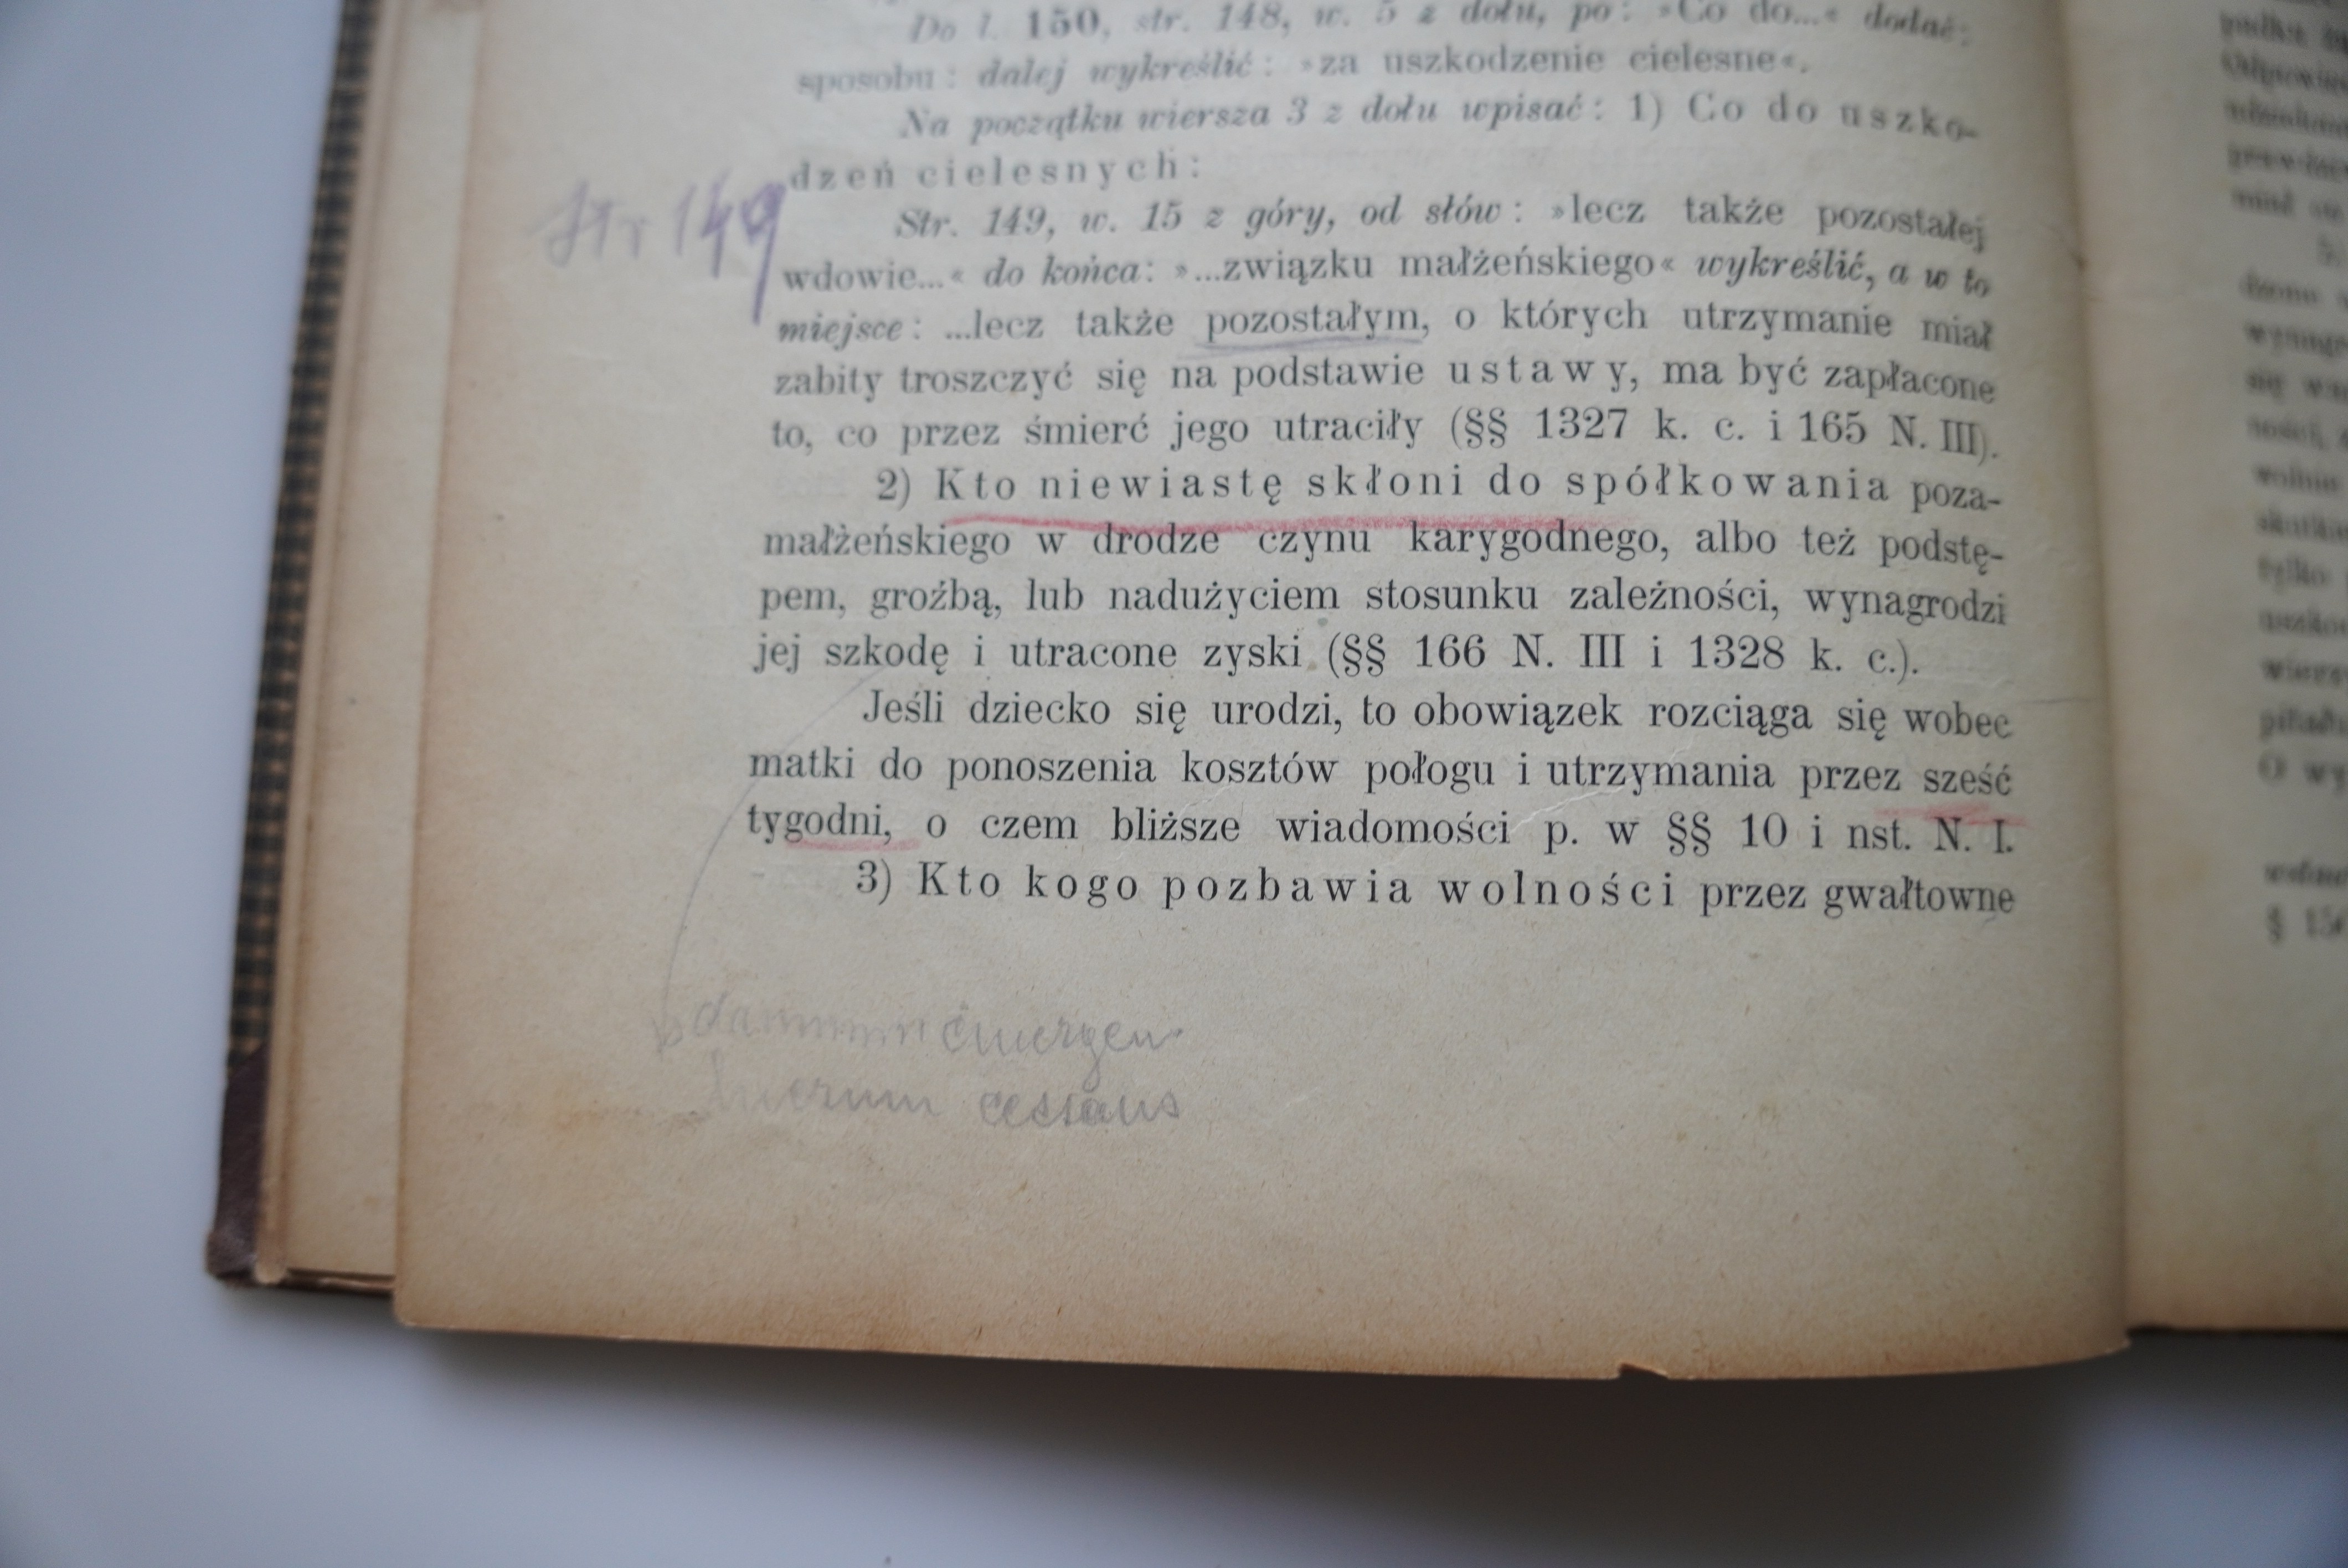 Do l. 150, str. 148, w. 5 z dołu, po: »Co do...« dodać:
sposobu: dalej wykreślić: »za uszkodzenie cielesne«.
Na początku wiersza 3 z dołu wpisać: 1) Co do uszko-
dzeń cielesnych:
Str 149
Str. 149, w. 15 z góry, od słów: »lecz także pozostałej
wdowie...« do końca: »...związku małżeńskiego« wykreślić, a w to
miejsce: ...lecz także pozostałym, o których utrzymanie miał
zabity troszczyć się na podstawie ustawy, ma być zapłacone
to, co przez śmierć jego utraciły (§§ 1327 k. c. i 165 N. III).
2) Kto niewiastę skłoni do spółkowania poza-
małżeńskiego w drodze czynu karygodnego, albo też podstę-
pem, groźbą, lub nadużyciem stosunku zależności, wynagrodzi
jej szkodę i utracone zyski (§§ 166 N. III i 1328 k. c.).
Jeśli dziecko się urodzi, to obowiązek rozciąga się wobec
matki do ponoszenia kosztów połogu i utrzymania przez sześć
tygodni, o czem bliższe wiadomości p. w §§ 10 i nst. N. I.
3) Kto kogo pozbawia wolności przez gwałtowne
damnum emergen
lucrum cessans